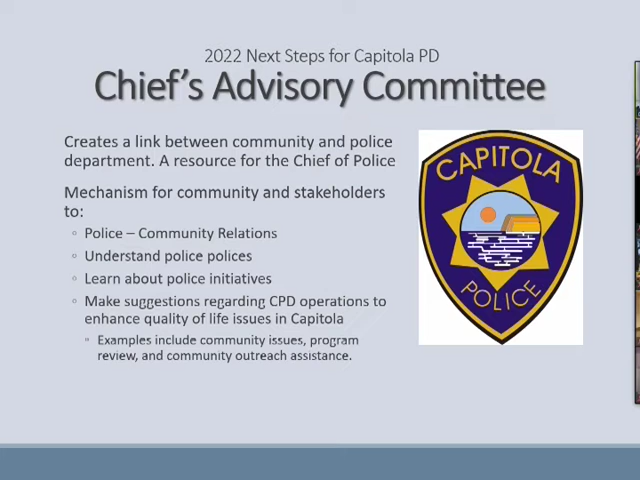 2022 Next Steps for Capitola PD
Chief's Advisory Committee
Creates a link between community and police
department. A resource for the Chief of Police
Mechanism for community and stakeholders
to:
Police – Community Relations
Understand police polices
Learn about police initiatives
Make suggestions regarding CPD operations to
enhance quality of life issues in Capitola
Examples include community issues, program
review, and community outreach assistance.
CAPITOLA
POLICE